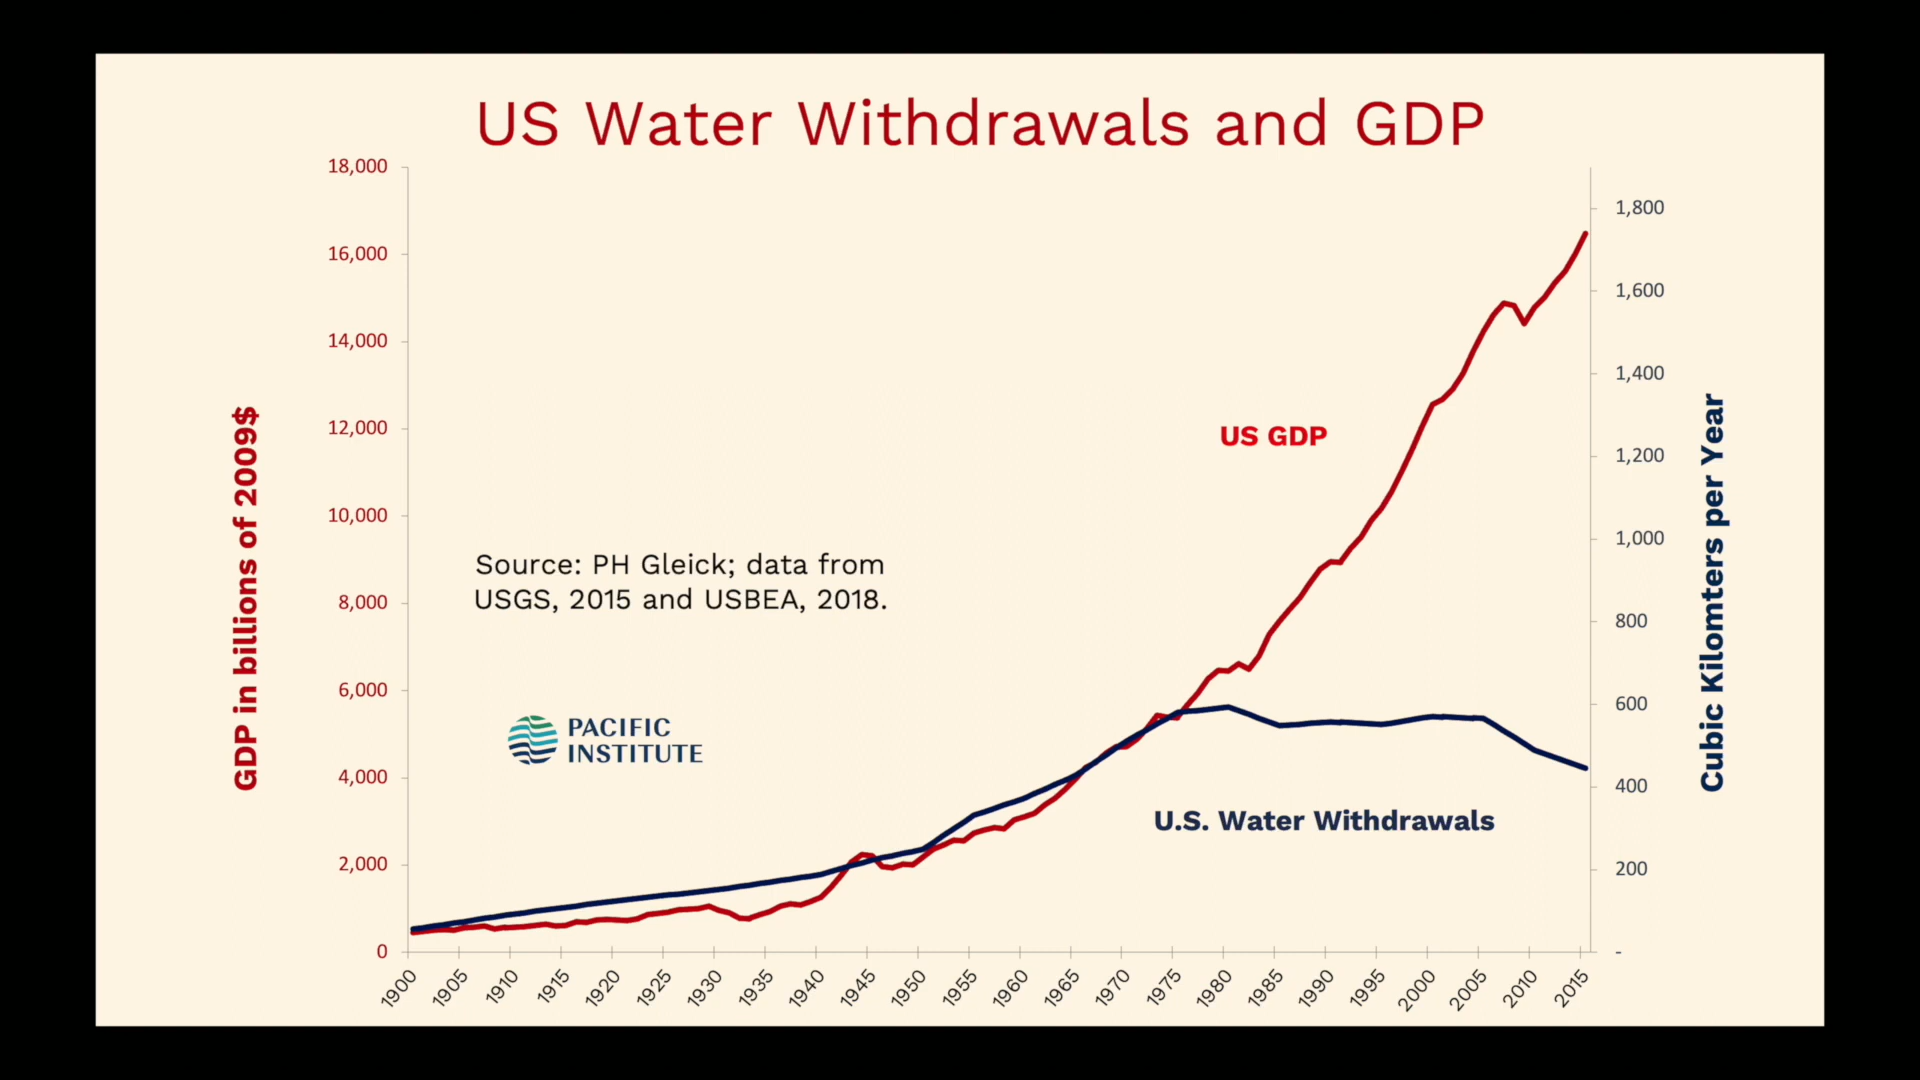 US Water Withdrawals and GDP
18,000
16,000
14,000
12,000
10,000
8,000
6,000
4,000
2,000
0
GDP in billions of 2009$
1,800
1,600
1,400
1,200
1,000
800
600
400
200
-
Cubic Kilomters per Year
US GDP
Source: PH Gleick; data from
USGS, 2015 and USBEA, 2018.
PACIFIC
INSTITUTE
U.S. Water Withdrawals
1900 1905 1910 1915 1920 1925 1930 1935 1940 1945 1950 1955 1960 1965 1970 1975 1980 1985 1990 1995 2000 2005 2010 2015